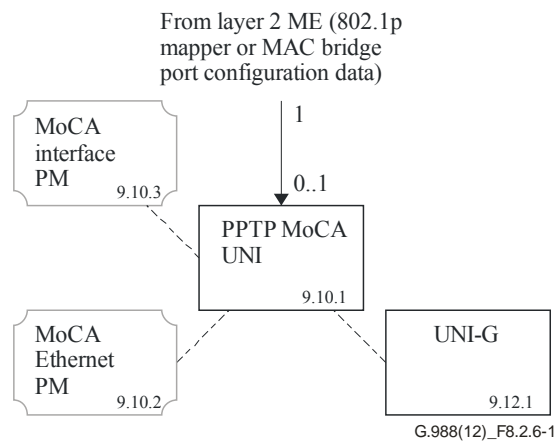 From layer 2 ME (802.1p
mapper or MAC bridge
port configuration data)
1
0..1
MoCA
interface
PM
9.10.3
PPTP MoCA
UNI
9.10.1
MoCA
Ethernet
PM
9.10.2
UNI-G
9.12.1
G.988(12)_F8.2.6-1